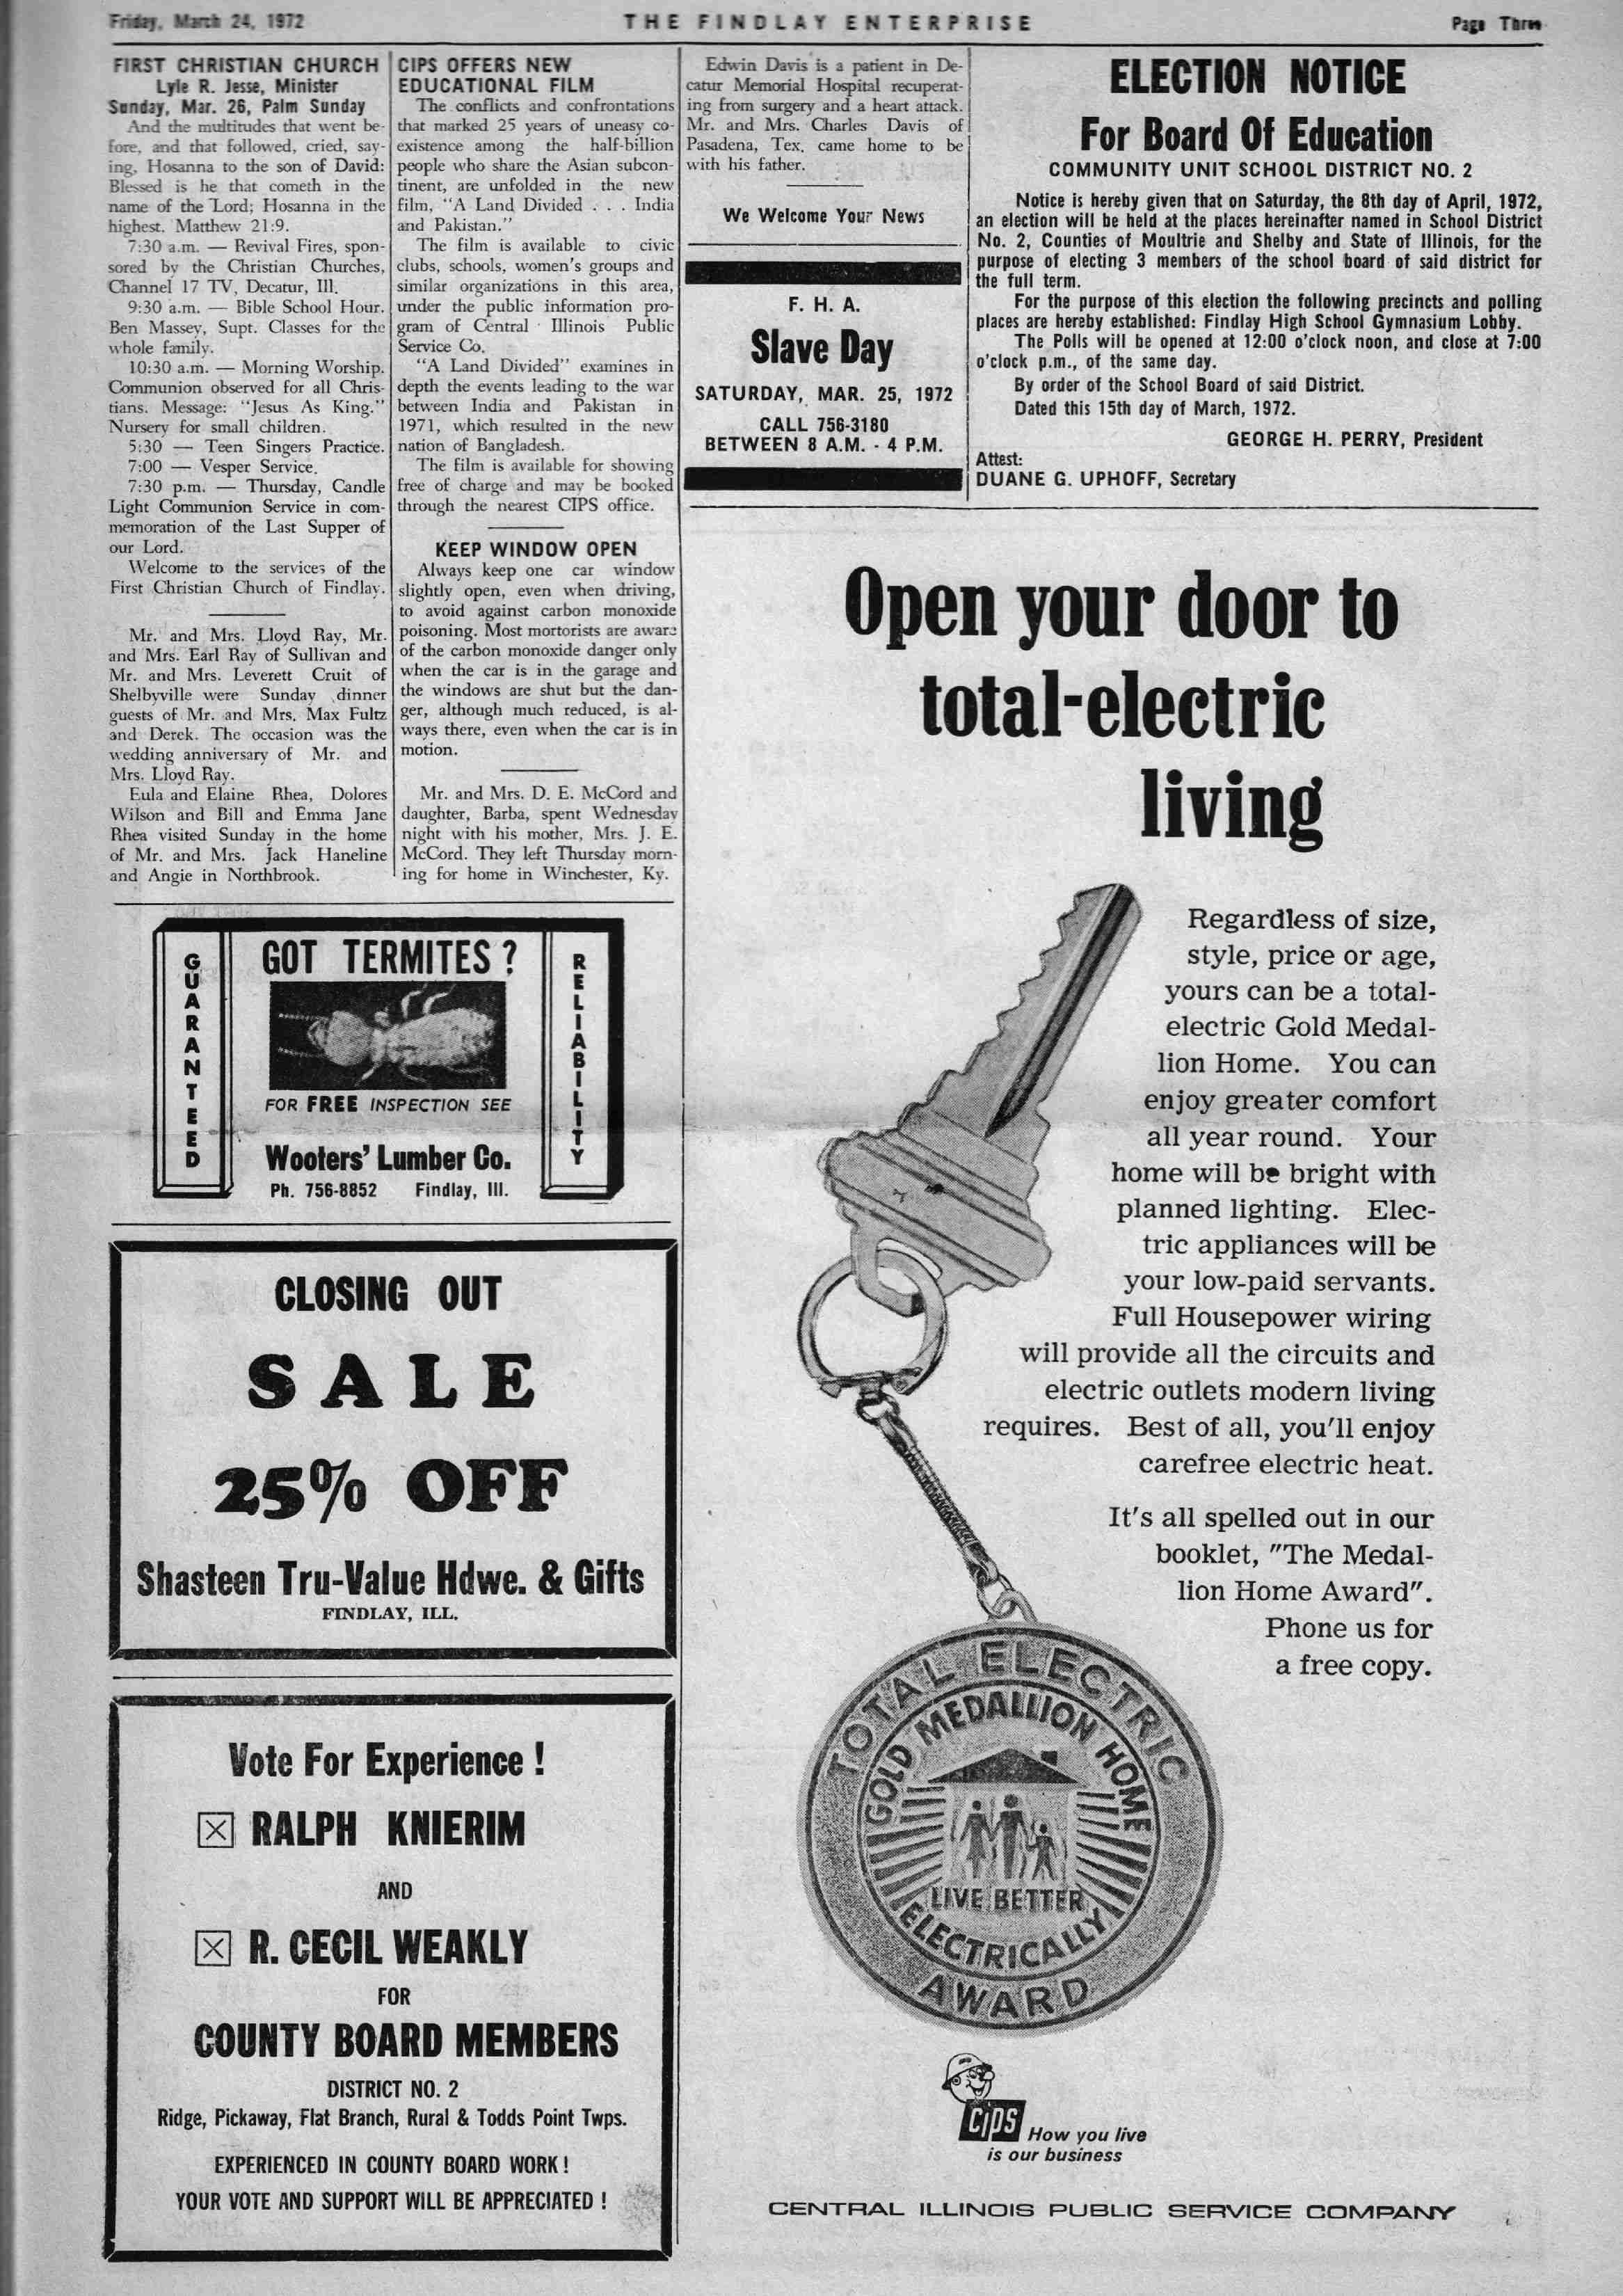 Friday, March 24, 1972
THE FINDLAY ENTERPRISE
Page Three
FIRST CHRISTIAN CHURCH
Lyle R. Jesse, Minister
Sunday, Mar. 26, Palm Sunday
And the multitudes that went be-
fore, and that followed, cried, say-
ing, Hosanna to the son of David:
Blessed is he that cometh in the
name of the Lord; Hosanna in the
highest. Matthew 21:9.
7:30 a.m. — Revival Fires, spon-
sored by the Christian Churches,
Channel 17 TV, Decatur, Ill.
9:30 a.m. — Bible School Hour.
Ben Massey, Supt. Classes for the
whole family.
10:30 a.m. — Morning Worship.
Communion observed for all Chris-
tians. Message: "Jesus As King."
Nursery for small children.
5:30 — Teen Singers Practice.
7:00 — Vesper Service.
7:30 p.m. — Thursday, Candle
Light Communion Service in com-
memoration of the Last Supper of
our Lord.
Welcome to the services of the
First Christian Church of Findlay.
Mr. and Mrs. Lloyd Ray, Mr.
and Mrs. Earl Ray of Sullivan and
Mr. and Mrs. Leverett Cruit of
Shelbyville were Sunday dinner
guests of Mr. and Mrs. Max Fultz
and Derek. The occasion was the
wedding anniversary of Mr. and
Mrs. Lloyd Ray.
Eula and Elaine Rhea, Dolores
Wilson and Bill and Emma Jane
Rhea visited Sunday in the home
of Mr. and Mrs. Jack Haneline
and Angie in Northbrook.
CIPS OFFERS NEW
EDUCATIONAL FILM
The conflicts and confrontations
that marked 25 years of uneasy co-
existence among the half-billion
people who share the Asian subcon-
tinent, are unfolded in the new
film, "A Land Divided . . . India
and Pakistan."
The film is available to civic
clubs, schools, women's groups and
similar organizations in this area,
under the public information pro-
gram of Central Illinois Public
Service Co.
"A Land Divided" examines in
depth the events leading to the war
between India and Pakistan in
1971, which resulted in the new
nation of Bangladesh.
The film is available for showing
free of charge and may be booked
through the nearest CIPS office.
KEEP WINDOW OPEN
Always keep one car window
slightly open, even when driving,
to avoid against carbon monoxide
poisoning. Most mortorists are aware
of the carbon monoxide danger only
when the car is in the garage and
the windows are shut but the dan-
ger, although much reduced, is al-
ways there, even when the car is in
motion.
Mr. and Mrs. D. E. McCord and
daughter, Barba, spent Wednesday
night with his mother, Mrs. J. E.
McCord. They left Thursday morn-
ing for home in Winchester, Ky.
Edwin Davis is a patient in De-
catur Memorial Hospital recuperat-
ing from surgery and a heart attack.
Mr. and Mrs. Charles Davis of
Pasadena, Tex. came home to be
with his father.
We Welcome Your News
F. H. A.
Slave Day
SATURDAY, MAR. 25, 1972
CALL 756-3180
BETWEEN 8 A.M. - 4 P.M.
ELECTION NOTICE
For Board Of Education
COMMUNITY UNIT SCHOOL DISTRICT NO. 2
Notice is hereby given that on Saturday, the 8th day of April, 1972,
an election will be held at the places hereinafter named in School District
No. 2, Counties of Moultrie and Shelby and State of Illinois, for the
purpose of electing 3 members of the school board of said district for
the full term.
For the purpose of this election the following precincts and polling
places are hereby established: Findlay High School Gymnasium Lobby.
The Polls will be opened at 12:00 o'clock noon, and close at 7:00
o'clock p.m., of the same day.
By order of the School Board of said District.
Dated this 15th day of March, 1972.
GEORGE H. PERRY, President
Attest:
DUANE G. UPHOFF, Secretary
GUARANTEED
GOT TERMITES ?
RELIABILITY
FOR FREE INSPECTION SEE
Wooters' Lumber Co.
Ph. 756-8852 Findlay, Ill.
CLOSING OUT
SALE
25% OFF
Shasteen Tru-Value Hdwe. & Gifts
FINDLAY, ILL.
Vote For Experience !
☒ RALPH KNIERIM
AND
☒ R. CECIL WEAKLY
FOR
COUNTY BOARD MEMBERS
DISTRICT NO. 2
Ridge, Pickaway, Flat Branch, Rural & Todds Point Twps.
EXPERIENCED IN COUNTY BOARD WORK !
YOUR VOTE AND SUPPORT WILL BE APPRECIATED !
Open your door to
total-electric
living
Regardless of size,
style, price or age,
yours can be a total-
electric Gold Medal-
lion Home. You can
enjoy greater comfort
all year round. Your
home will be bright with
planned lighting. Elec-
tric appliances will be
your low-paid servants.
Full Housepower wiring
will provide all the circuits and
electric outlets modern living
requires. Best of all, you'll enjoy
carefree electric heat.
It's all spelled out in our
booklet, "The Medal-
lion Home Award".
Phone us for
a free copy.
TOTAL ELECTRIC
GOLD MEDALLION HOME
LIVE BETTER
ELECTRICALLY
AWARD
CIPS
How you live
is our business
CENTRAL ILLINOIS PUBLIC SERVICE COMPANY